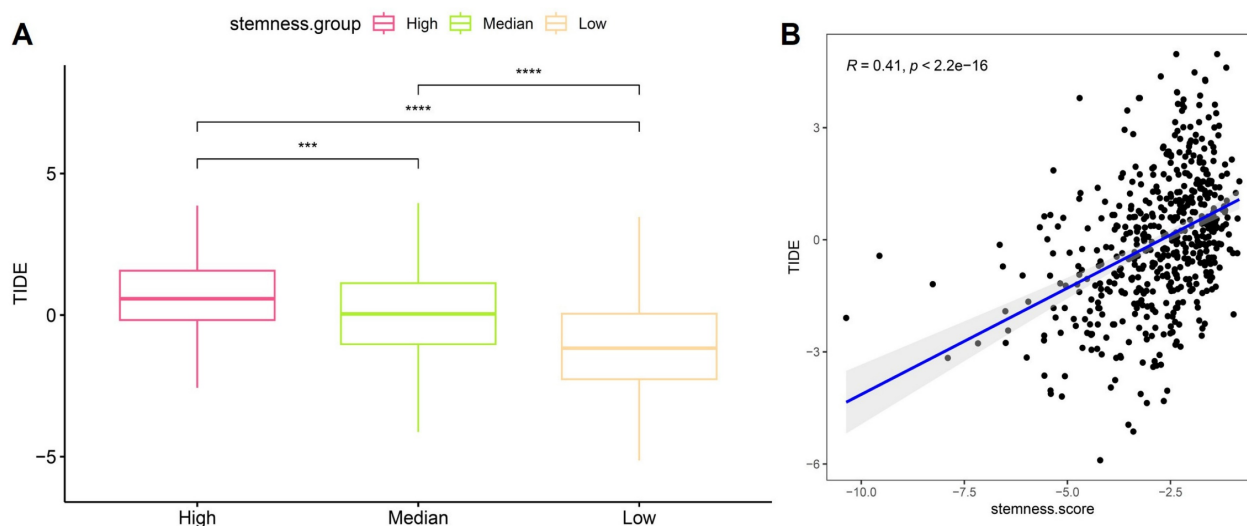 A
stemness.group High Median Low
****
****
***
TIDE
5
0
−5
High Median Low
B
R = 0.41, p < 2.2e−16
TIDE
3
0
−3
−6
−10.0 −7.5 −5.0 −2.5
stemness.score